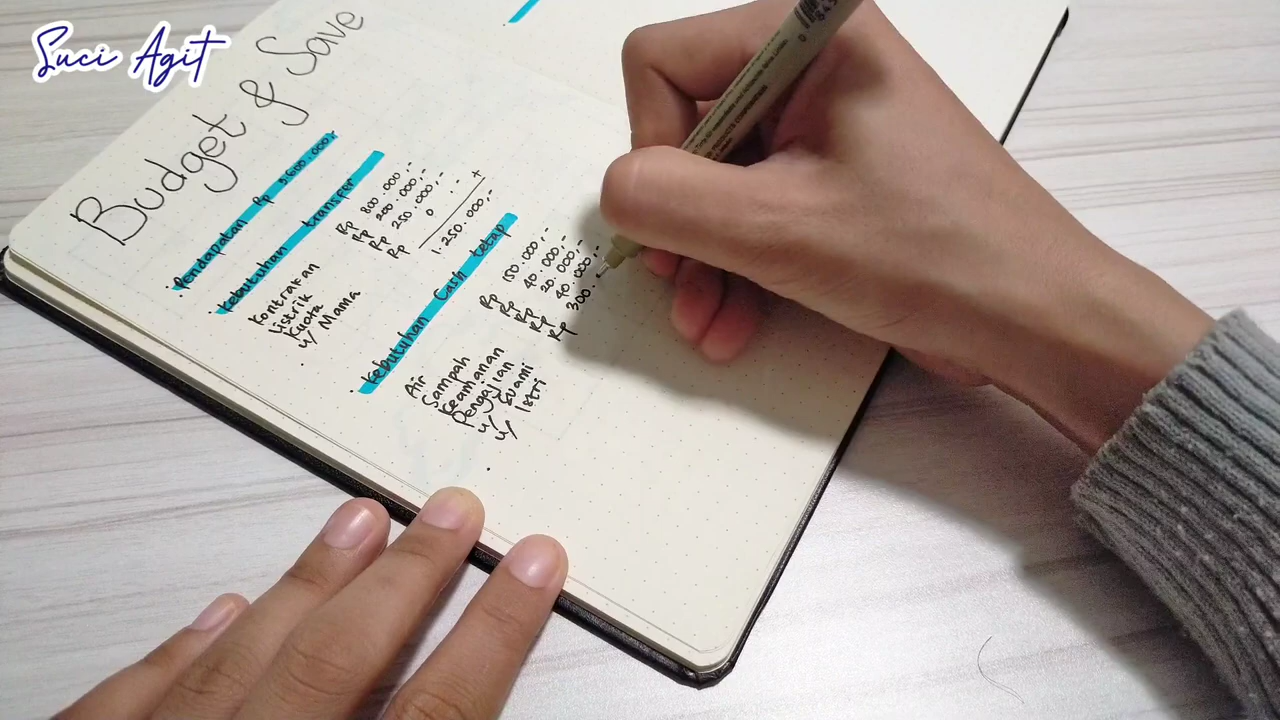 Suci Agit
Budget & Save
Pendapatan Rp 3.600.000,-
Kebutuhan transfer
Kontrakan Rp 800.000,-
Listrik Rp 200.000,-
Kuota Rp 250.000,-
u/ Mama Rp 0
+
1.250.000,-
Kebutuhan Cash tetap
Air Rp 150.000,-
Sampah Rp 40.000,-
Keamanan Rp 20.000,-
Pengajian Rp 40.000,-
u/ Suami Rp 300.
u/ Istri